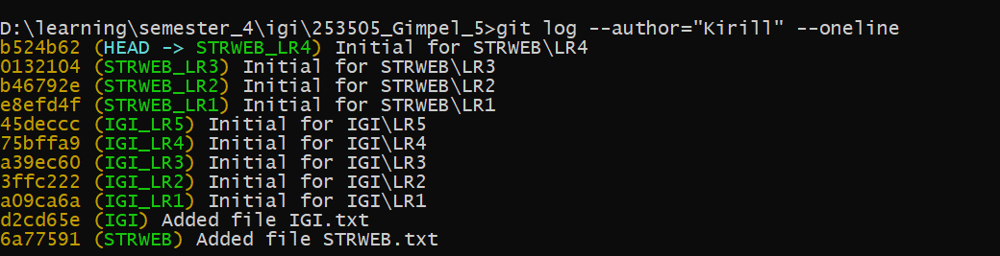 D:\learning\semester_4\igi\253505_Gimpel_5>git log --author="Kirill" --oneline
b524b62 (HEAD -> STRWEB_LR4) Initial for STRWEB\LR4
0132104 (STRWEB_LR3) Initial for STRWEB\LR3
b46792e (STRWEB_LR2) Initial for STRWEB\LR2
e8efd4f (STRWEB_LR1) Initial for STRWEB\LR1
45deccc (IGI_LR5) Initial for IGI\LR5
75bffa9 (IGI_LR4) Initial for IGI\LR4
a39ec60 (IGI_LR3) Initial for IGI\LR3
3ffc222 (IGI_LR2) Initial for IGI\LR2
a09ca6a (IGI_LR1) Initial for IGI\LR1
d2cd65e (IGI) Added file IGI.txt
6a77591 (STRWEB) Added file STRWEB.txt